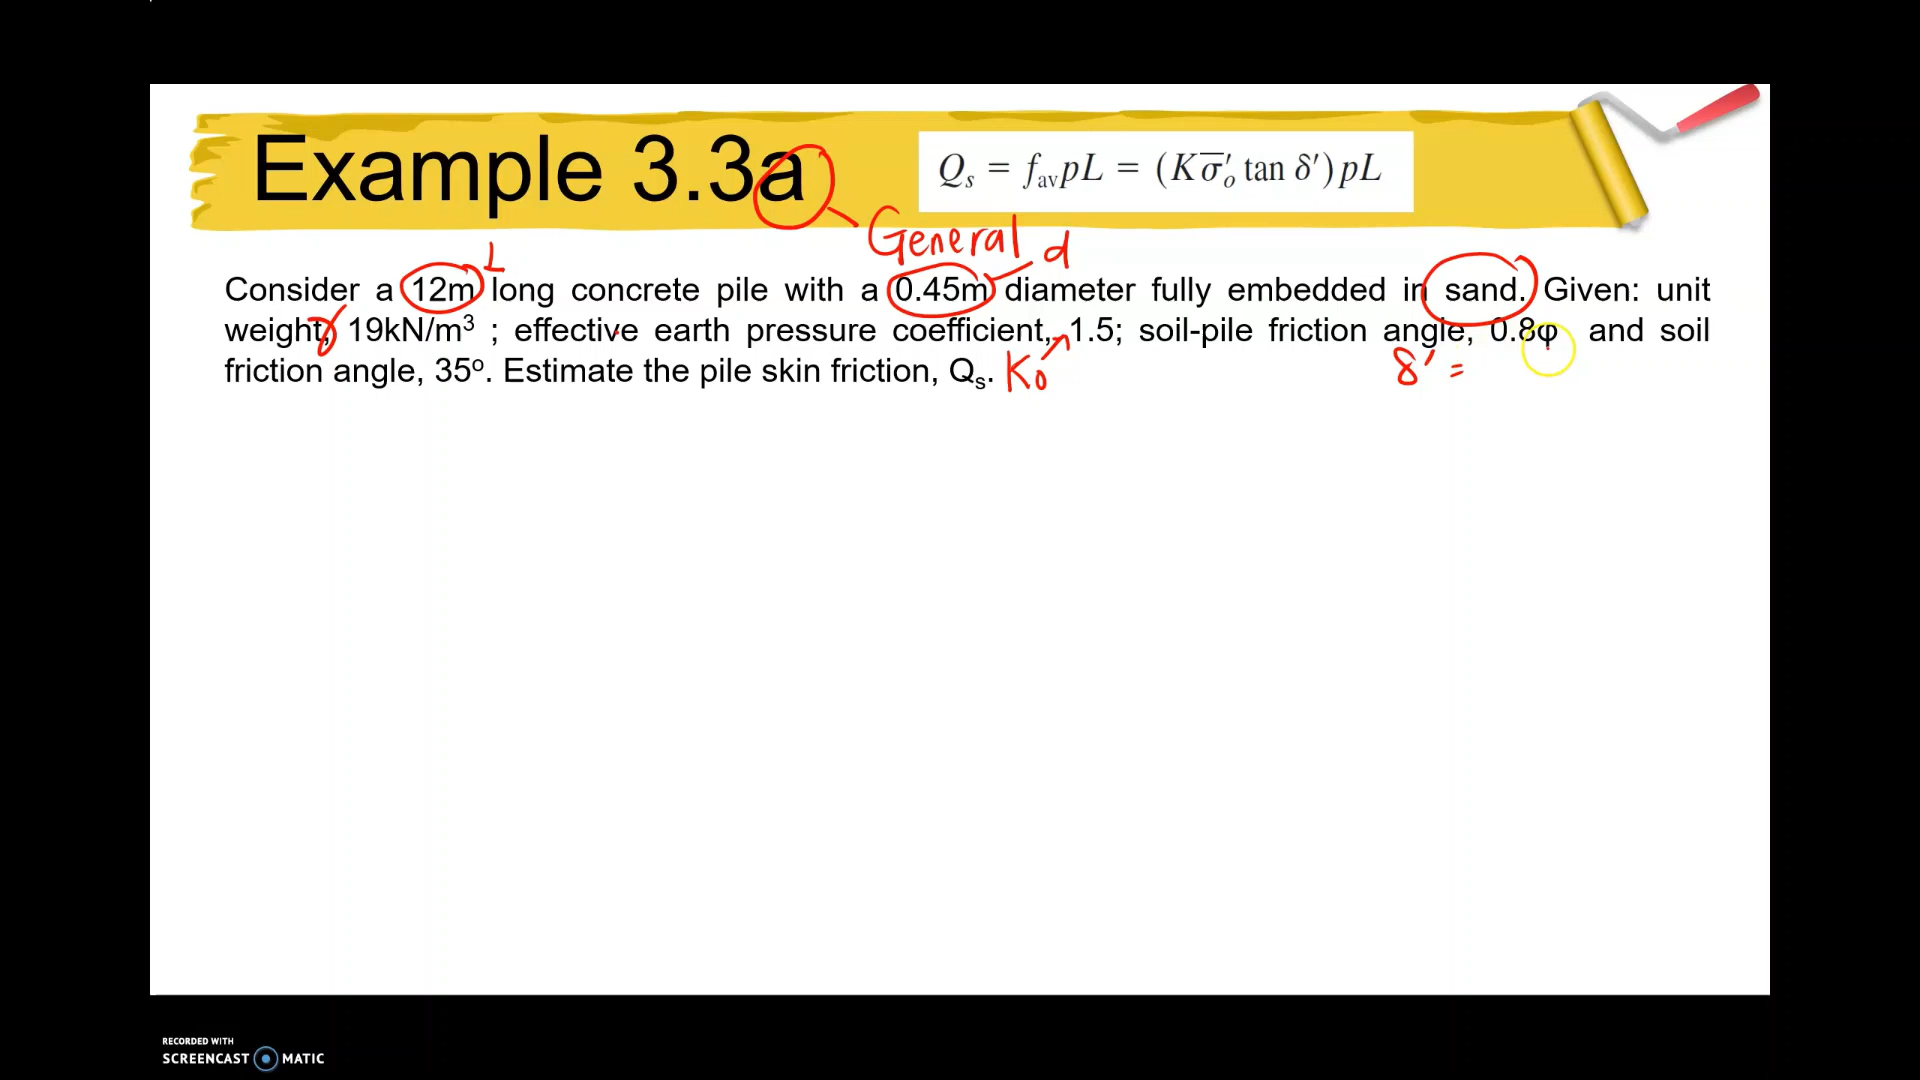 Example 3.3a
Qs = fav pL = (Kσ̅'o tan δ')pL
General
L
d
Consider a 12m long concrete pile with a 0.45m diameter fully embedded in sand. Given: unit
weight, γ 19kN/m³ ; effective earth pressure coefficient, 1.5; soil-pile friction angle, 0.8φ and soil
friction angle, 35º. Estimate the pile skin friction, Qs. Ko δ' =
RECORDED WITH
SCREENCAST MATIC